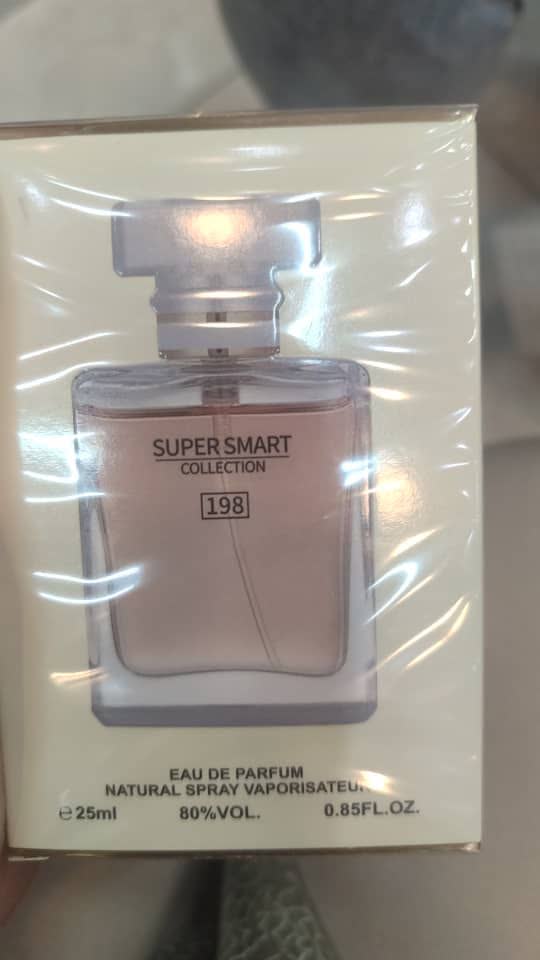 SUPER SMART
COLLECTION
198
EAU DE PARFUM
NATURAL SPRAY VAPORISATEUR
℮25ml 80%VOL. 0.85FL.OZ.